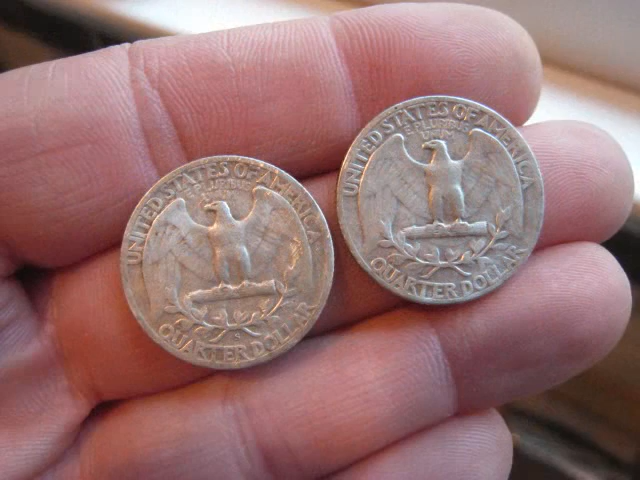 UNITED STATES OF AMERICA
E PLURIBUS
QUARTER DOLLAR
UNITED STATES OF AMERICA
E PLURIBUS
UNUM
QUARTER DOLLAR